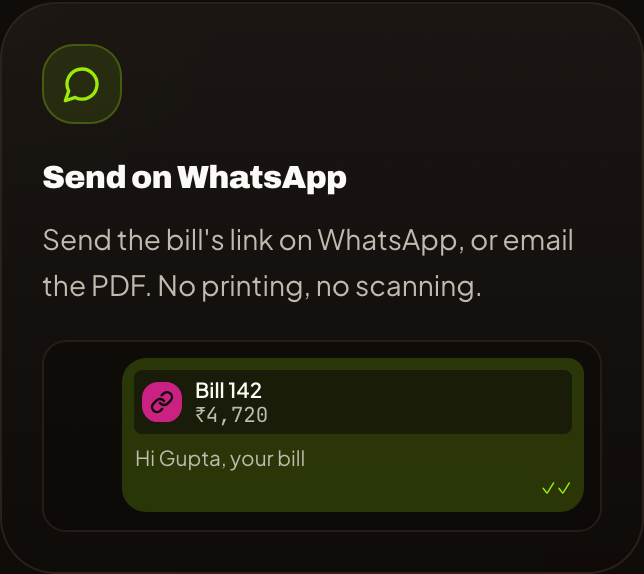 Send on WhatsApp
Send the bill's link on WhatsApp, or email
the PDF. No printing, no scanning.
Bill 142
₹4,720
Hi Gupta, your bill
✓✓